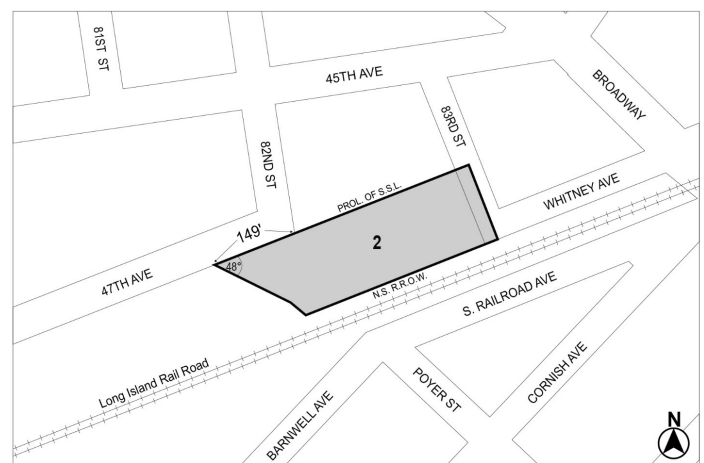 81ST ST
45TH AVE
BROADWAY
83RD ST
82ND ST
PROL. OF S.S.L.
WHITNEY AVE
149'
2
48°
47TH AVE
N.S. R.R.O.W.
S. RAILROAD AVE
Long Island Rail Road
CORNISH AVE
POYER ST
BARNWELL AVE
N